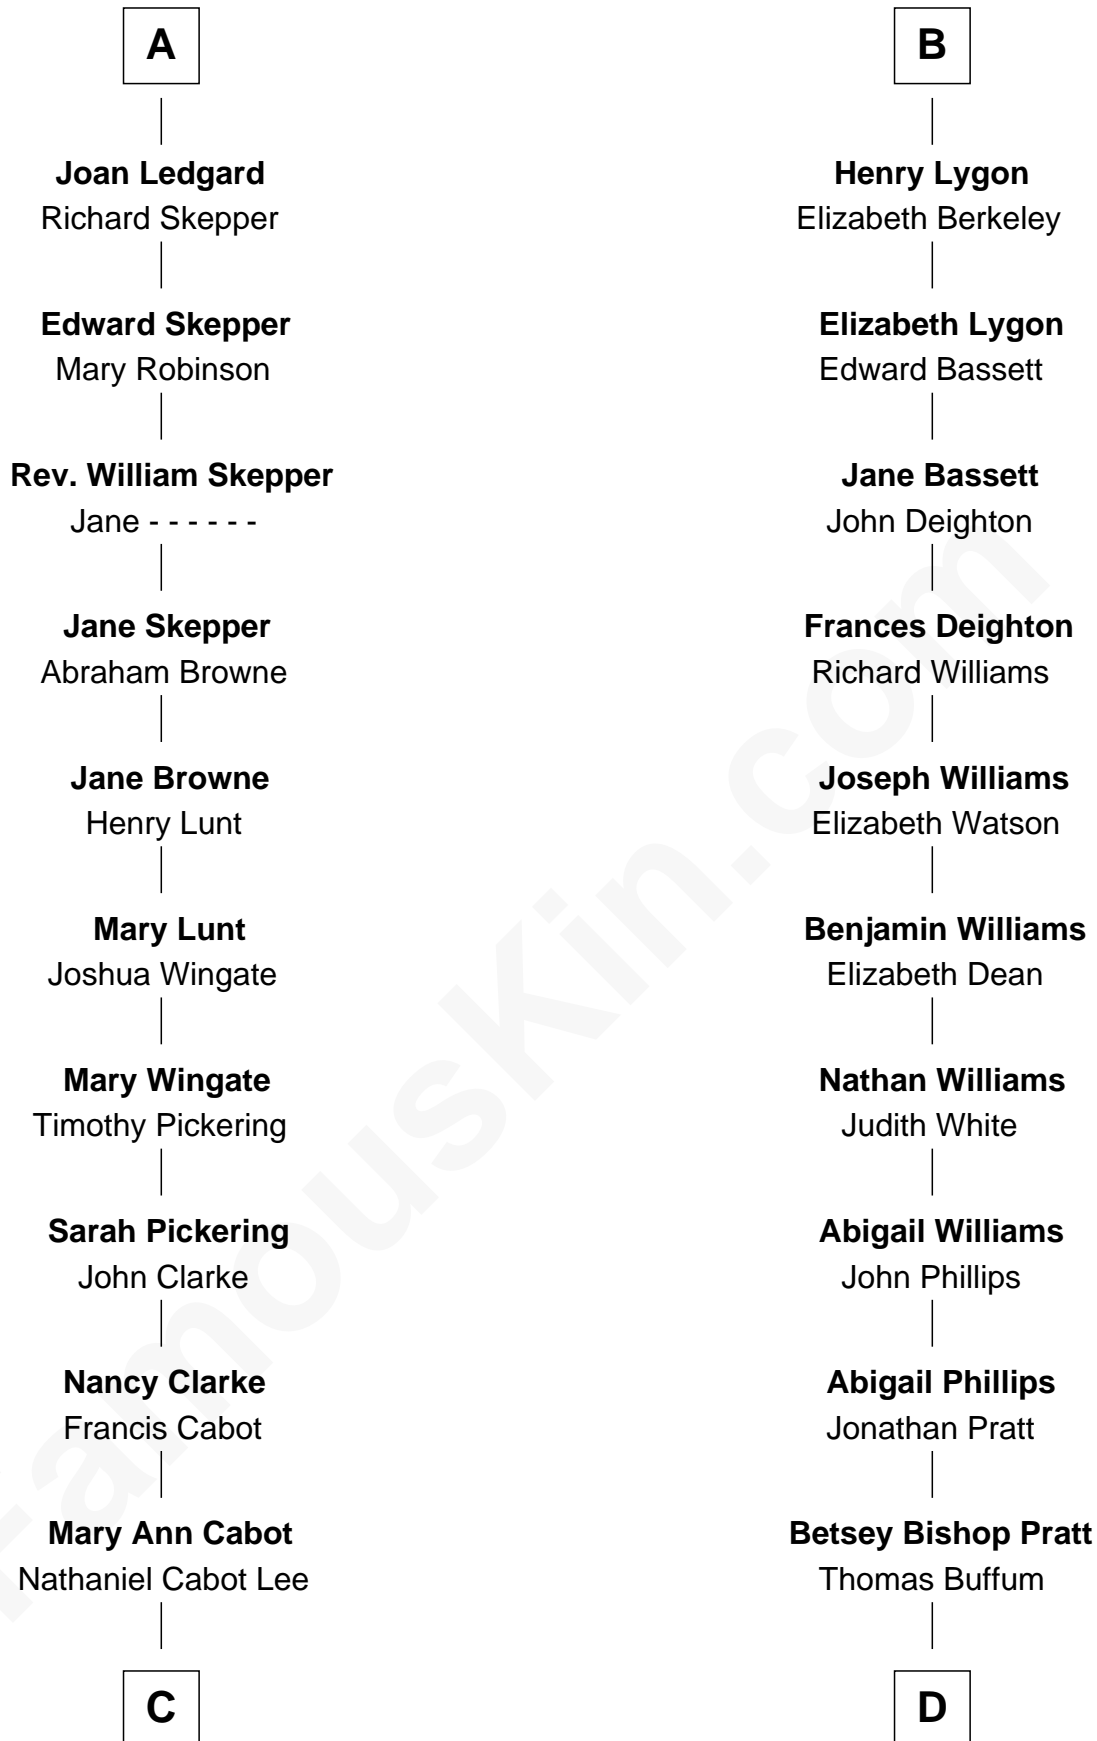 A
Joan Ledgard
Richard Skepper
Edward Skepper
Mary Robinson
Rev. William Skepper
Jane - - - - - -
Jane Skepper
Abraham Browne
Jane Browne
Henry Lunt
Mary Lunt
Joshua Wingate
Mary Wingate
Timothy Pickering
Sarah Pickering
John Clarke
Nancy Clarke
Francis Cabot
Mary Ann Cabot
Nathaniel Cabot Lee
C
B
Henry Lygon
Elizabeth Berkeley
Elizabeth Lygon
Edward Bassett
Jane Bassett
John Deighton
Frances Deighton
Richard Williams
Joseph Williams
Elizabeth Watson
Benjamin Williams
Elizabeth Dean
Nathan Williams
Judith White
Abigail Williams
John Phillips
Abigail Phillips
Jonathan Pratt
Betsey Bishop Pratt
Thomas Buffum
D
FamousKin.com